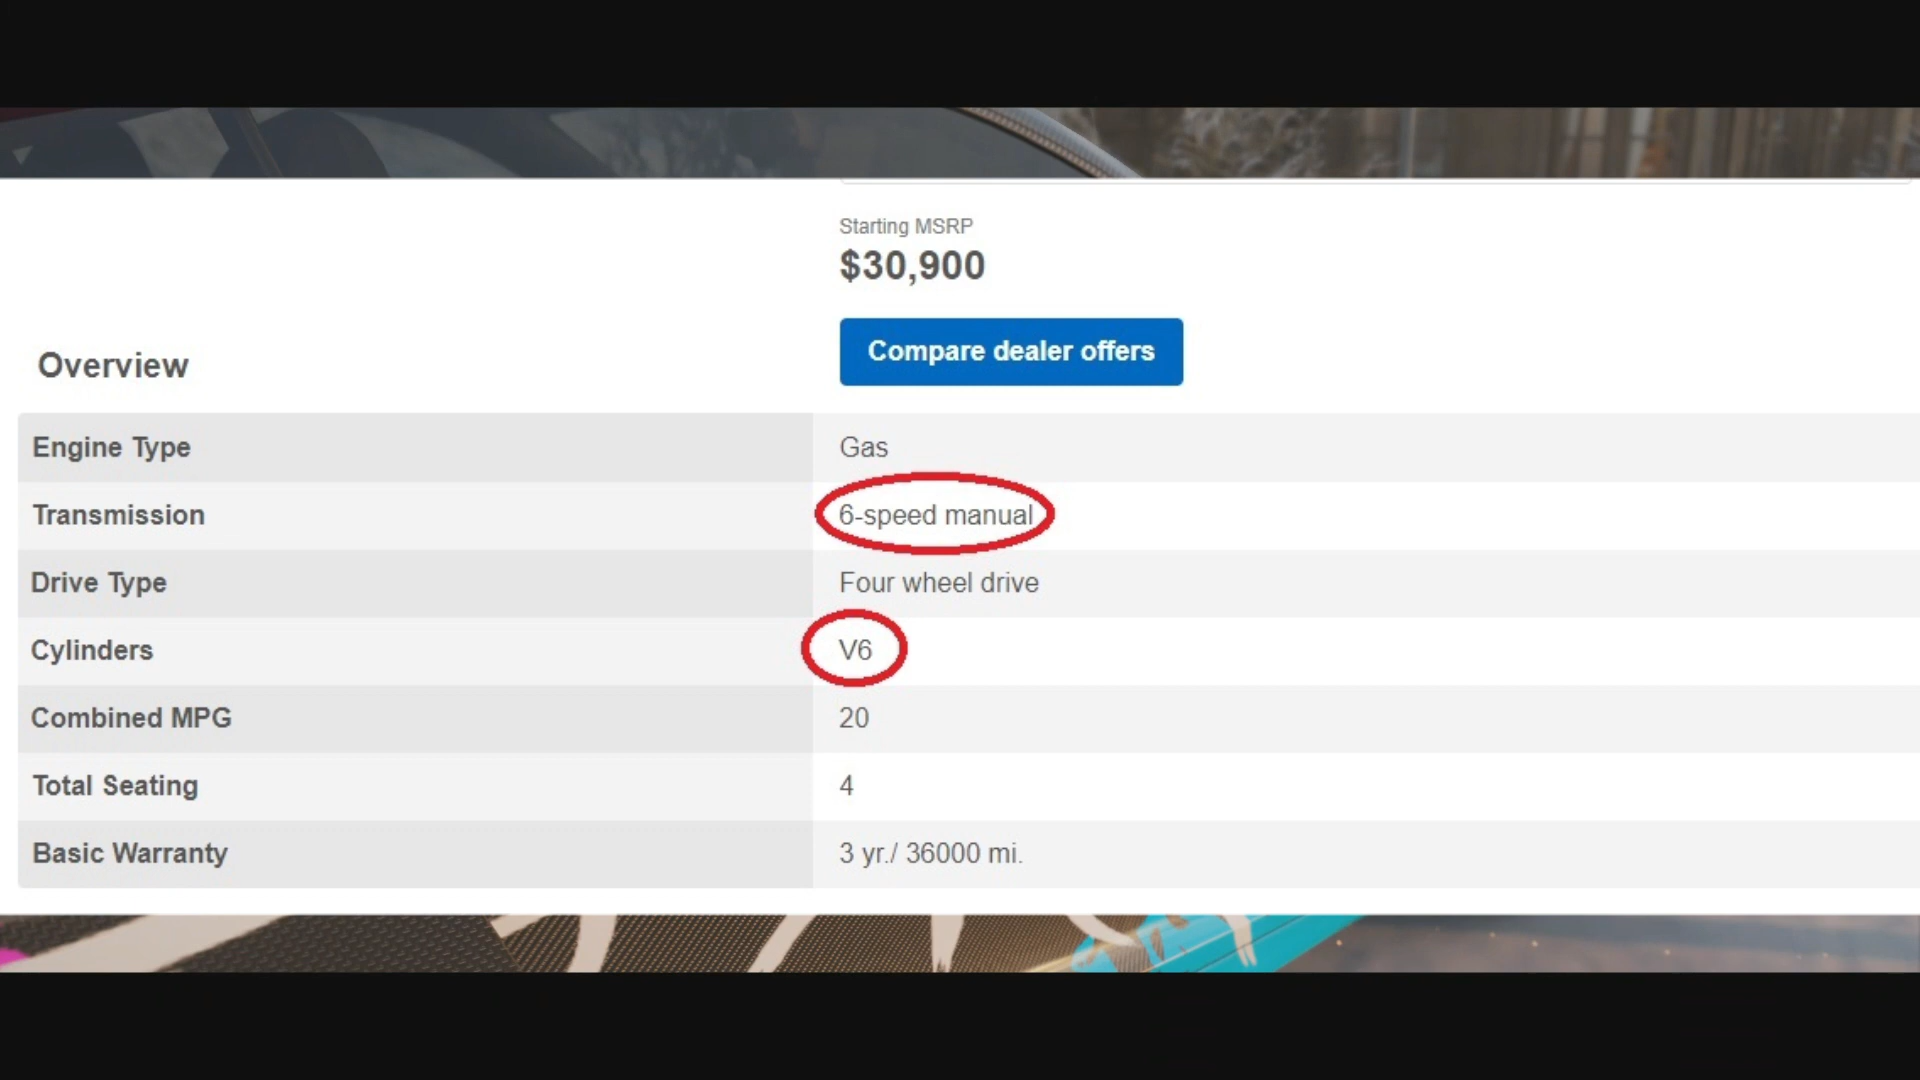 Starting MSRP
$30,900
Compare dealer offers
Overview
Engine Type Gas
Transmission 6-speed manual
Drive Type Four wheel drive
Cylinders V6
Combined MPG 20
Total Seating 4
Basic Warranty 3 yr./ 36000 mi.